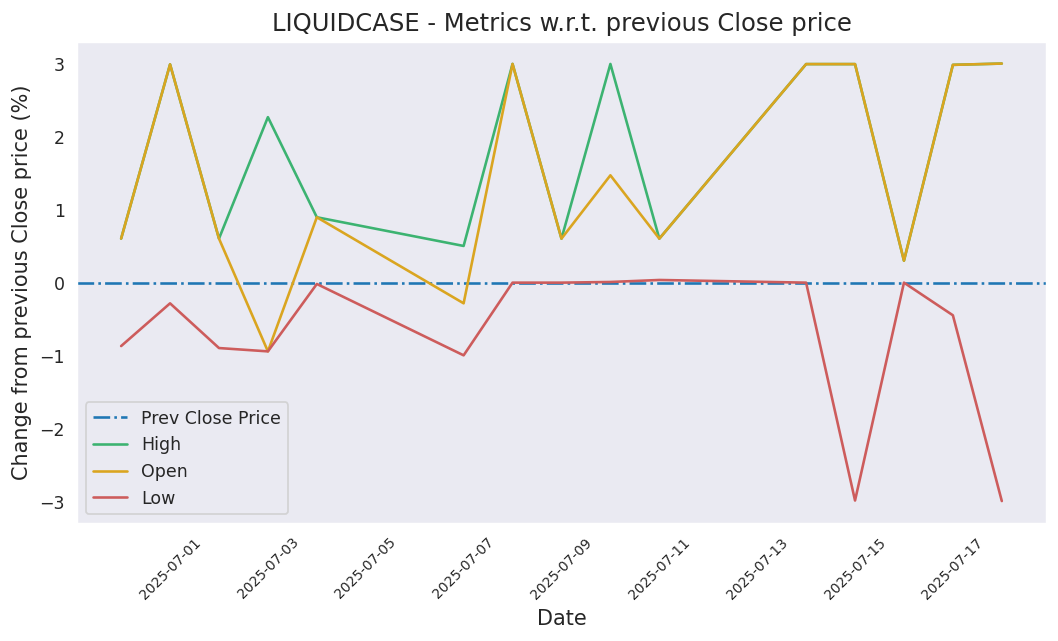 LIQUIDCASE - Metrics w.r.t. previous Close price
Change from previous Close price (%)
3
2
1
0
−1
−2
−3
Prev Close Price
High
Open
Low
2025-07-01
2025-07-03
2025-07-05
2025-07-07
2025-07-09
2025-07-11
2025-07-13
2025-07-15
2025-07-17
Date